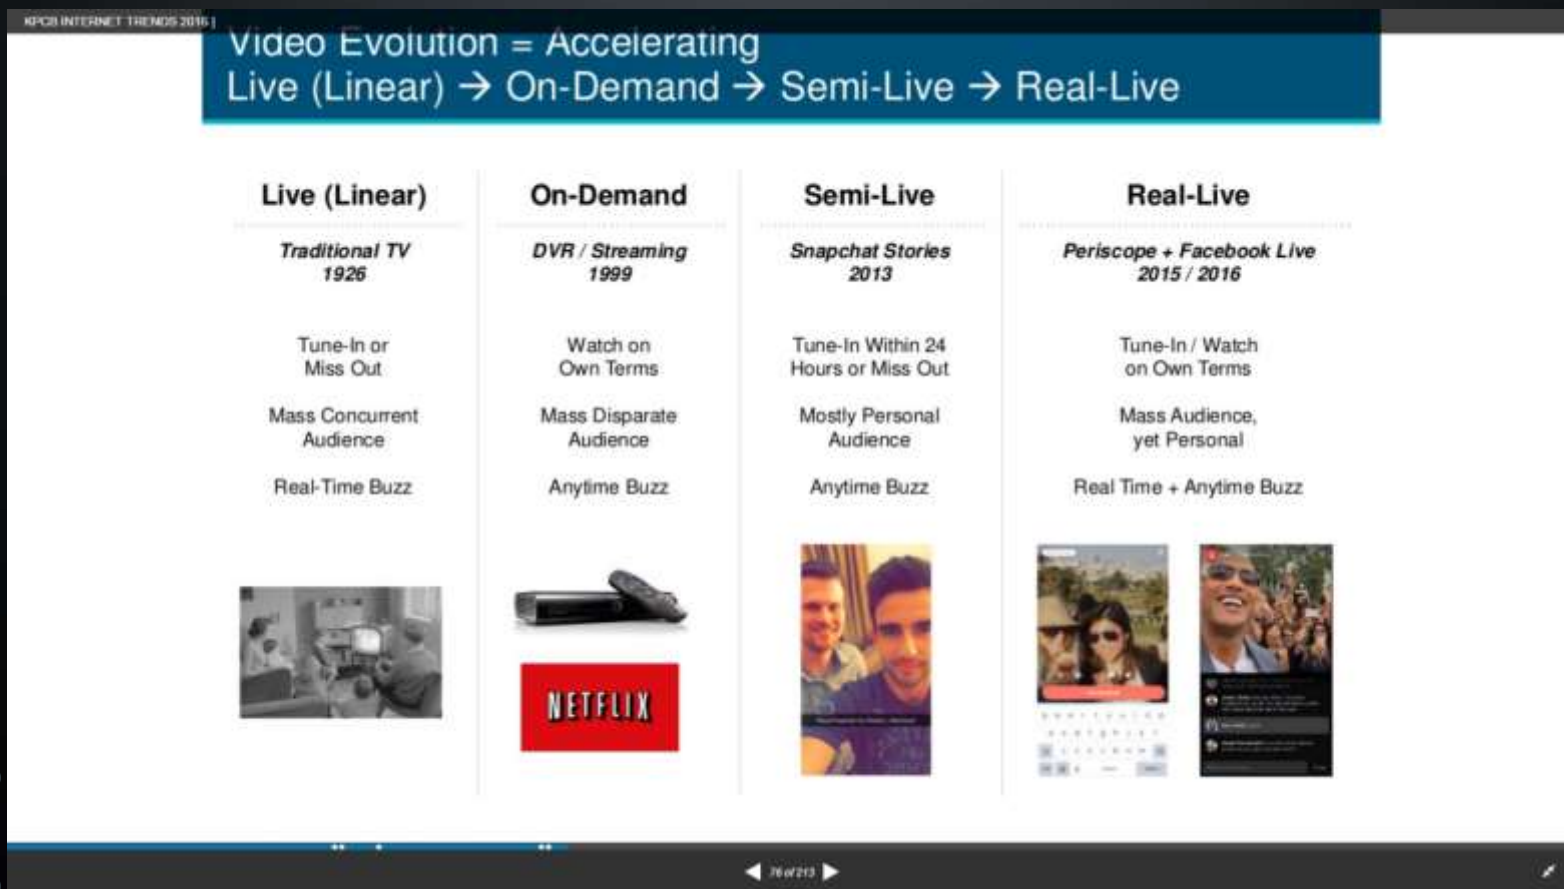 KPCB INTERNET TRENDS 2016 |
Video Evolution = Accelerating
Live (Linear) → On-Demand → Semi-Live → Real-Live
Live (Linear)
Traditional TV
1926
Tune-In or
Miss Out
Mass Concurrent
Audience
Real-Time Buzz
On-Demand
DVR / Streaming
1999
Watch on
Own Terms
Mass Disparate
Audience
Anytime Buzz
NETFLIX
Semi-Live
Snapchat Stories
2013
Tune-In Within 24
Hours or Miss Out
Mostly Personal
Audience
Anytime Buzz
Real-Live
Periscope + Facebook Live
2015 / 2016
Tune-In / Watch
on Own Terms
Mass Audience,
yet Personal
Real Time + Anytime Buzz
76 of 213